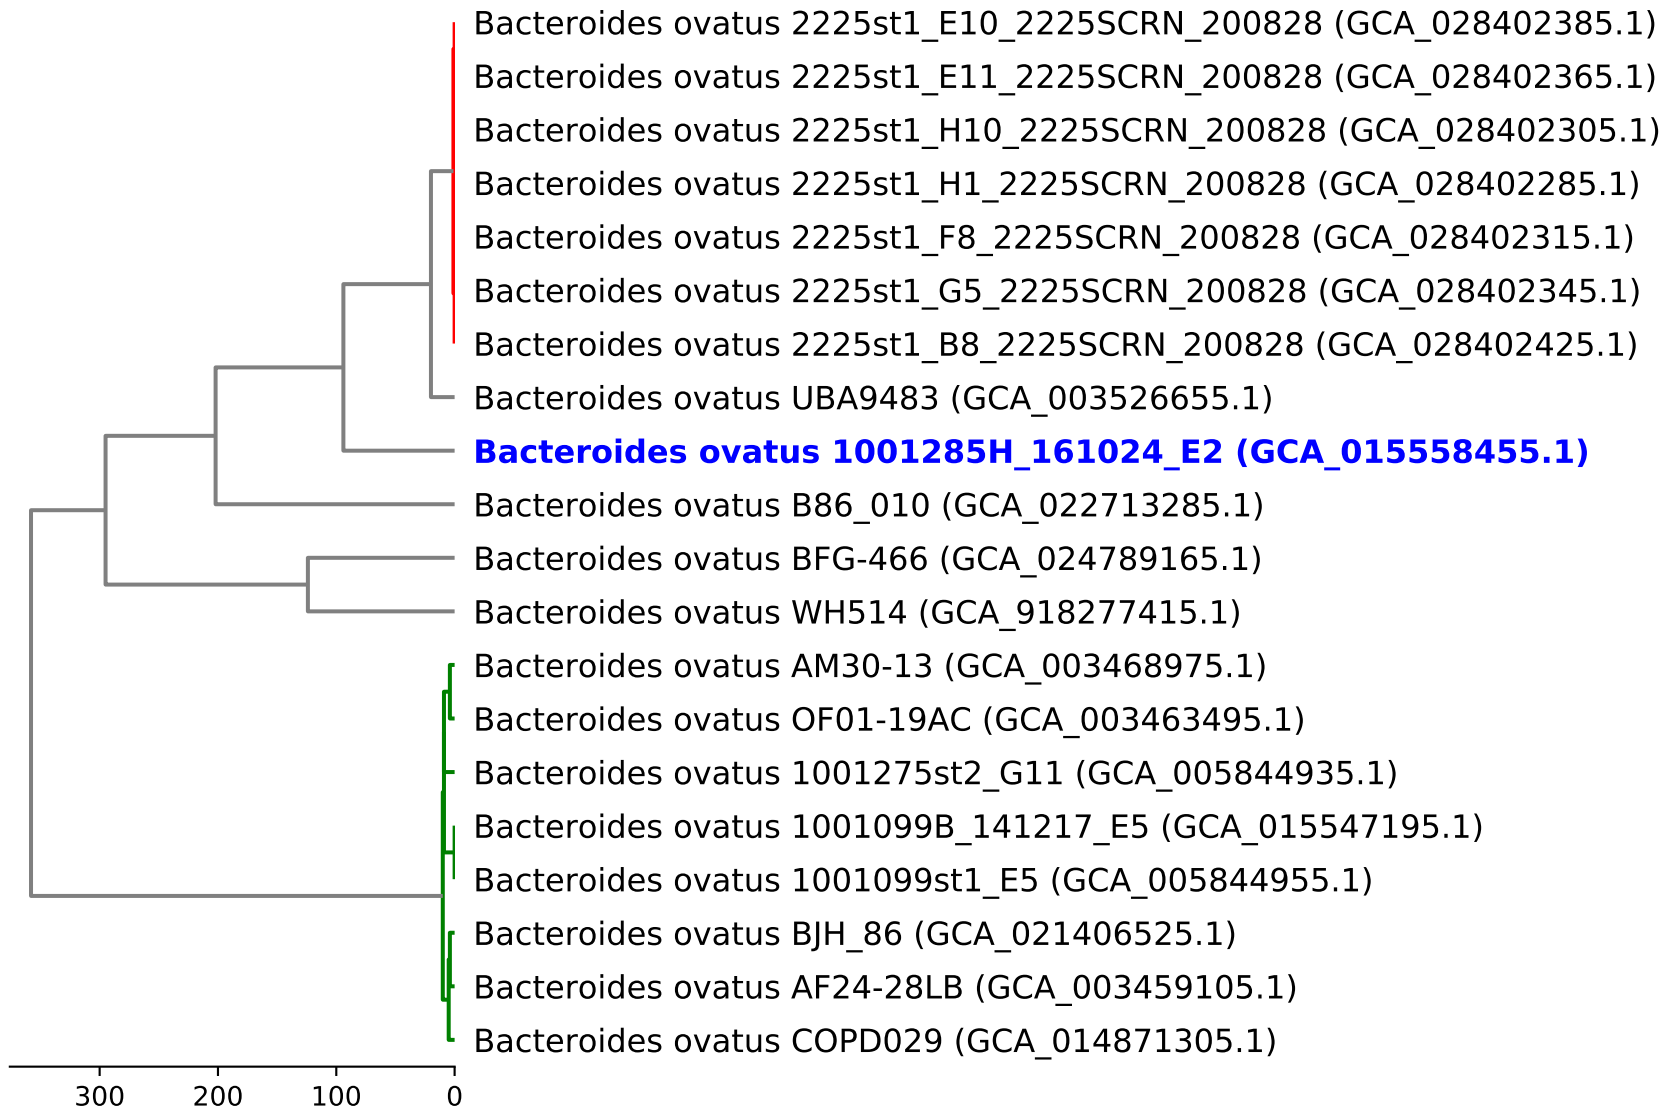 Bacteroides ovatus 2225st1_E10_2225SCRN_200828 (GCA_028402385.1)
Bacteroides ovatus 2225st1_E11_2225SCRN_200828 (GCA_028402365.1)
Bacteroides ovatus 2225st1_H10_2225SCRN_200828 (GCA_028402305.1)
Bacteroides ovatus 2225st1_H1_2225SCRN_200828 (GCA_028402285.1)
Bacteroides ovatus 2225st1_F8_2225SCRN_200828 (GCA_028402315.1)
Bacteroides ovatus 2225st1_G5_2225SCRN_200828 (GCA_028402345.1)
Bacteroides ovatus 2225st1_B8_2225SCRN_200828 (GCA_028402425.1)
Bacteroides ovatus UBA9483 (GCA_003526655.1)
Bacteroides ovatus 1001285H_161024_E2 (GCA_015558455.1)
Bacteroides ovatus B86_010 (GCA_022713285.1)
Bacteroides ovatus BFG-466 (GCA_024789165.1)
Bacteroides ovatus WH514 (GCA_918277415.1)
Bacteroides ovatus AM30-13 (GCA_003468975.1)
Bacteroides ovatus OF01-19AC (GCA_003463495.1)
Bacteroides ovatus 1001275st2_G11 (GCA_005844935.1)
Bacteroides ovatus 1001099B_141217_E5 (GCA_015547195.1)
Bacteroides ovatus 1001099st1_E5 (GCA_005844955.1)
Bacteroides ovatus BJH_86 (GCA_021406525.1)
Bacteroides ovatus AF24-28LB (GCA_003459105.1)
Bacteroides ovatus COPD029 (GCA_014871305.1)
300 200 100 0